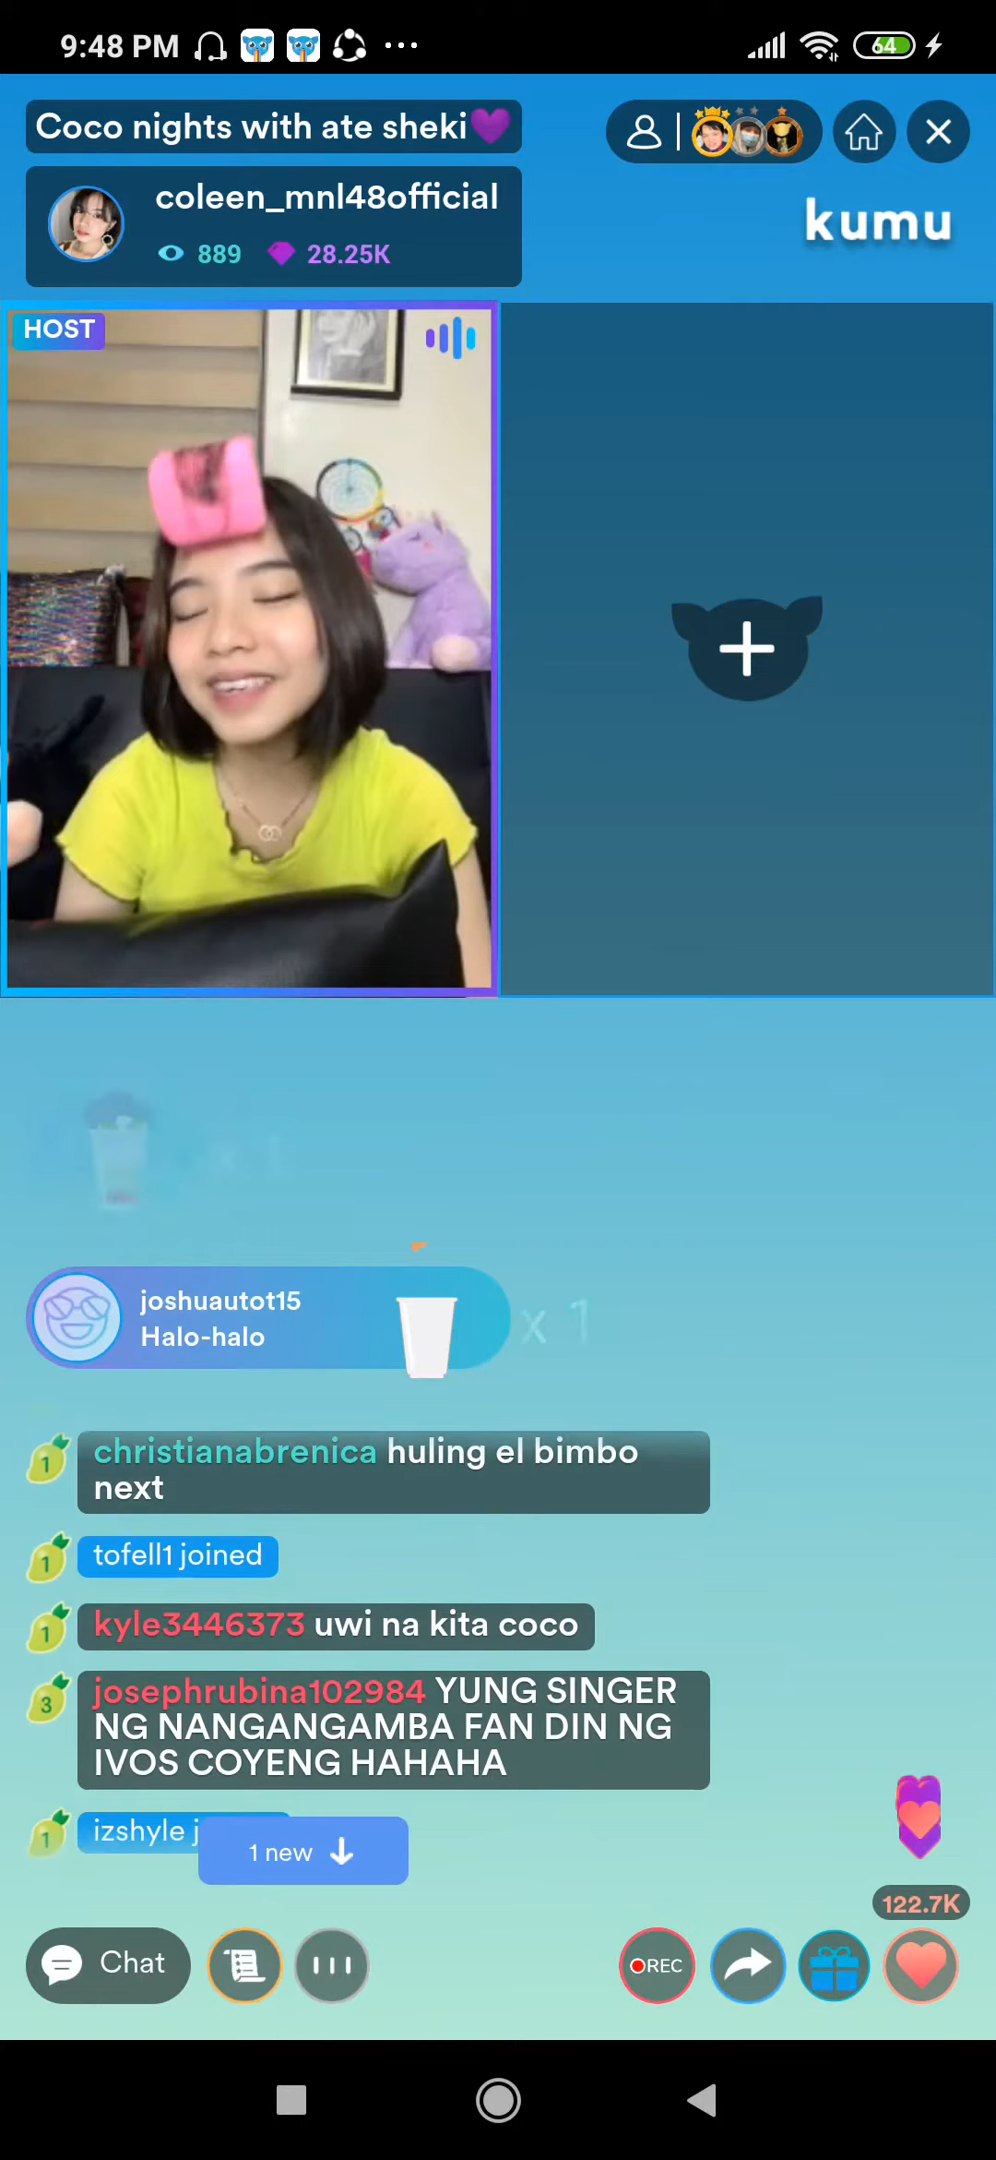 9:48 PM
64
Coco nights with ate sheki💜
coleen_mnl48official
889
28.25K
kumu
HOST
joshuautot15
Halo-halo
x 1
christianabrenica huling el bimbo
next
1
tofell1 joined
1
kyle3446373 uwi na kita coco
1
josephrubina102984 YUNG SINGER
NG NANGANGAMBA FAN DIN NG
IVOS COYENG HAHAHA
3
izshyle j
1
1 new
122.7K
Chat
REC